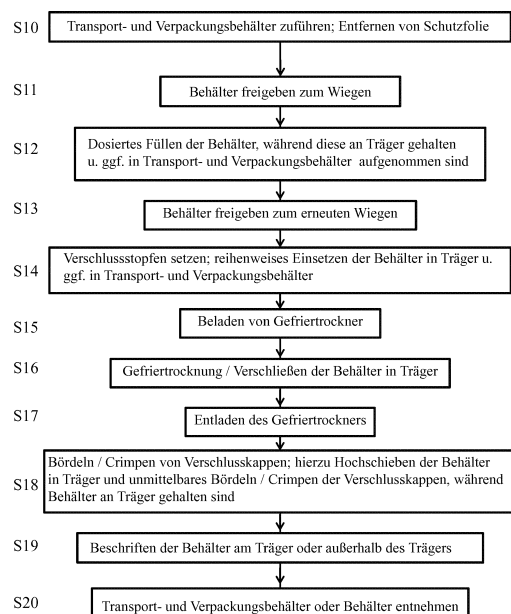 S10 Transport- und Verpackungsbehälter zuführen; Entfernen von Schutzfolie
S11 Behälter freigeben zum Wiegen
S12 Dosiertes Füllen der Behälter, während diese an Träger gehalten
u. ggf. in Transport- und Verpackungsbehälter aufgenommen sind
S13 Behälter freigeben zum erneuten Wiegen
S14 Verschlussstopfen setzen; reihenweises Einsetzen der Behälter in Träger u.
ggf. in Transport- und Verpackungsbehälter
S15 Beladen von Gefriertrockner
S16 Gefriertrocknung / Verschließen der Behälter in Träger
S17 Entladen des Gefriertrockners
S18 Bördeln / Crimpen von Verschlusskappen; hierzu Hochschieben der Behälter
in Träger und unmittelbares Bördeln / Crimpen der Verschlusskappen, während
Behälter an Träger gehalten sind
S19 Beschriften der Behälter am Träger oder außerhalb des Trägers
S20 Transport- und Verpackungsbehälter oder Behälter entnehmen